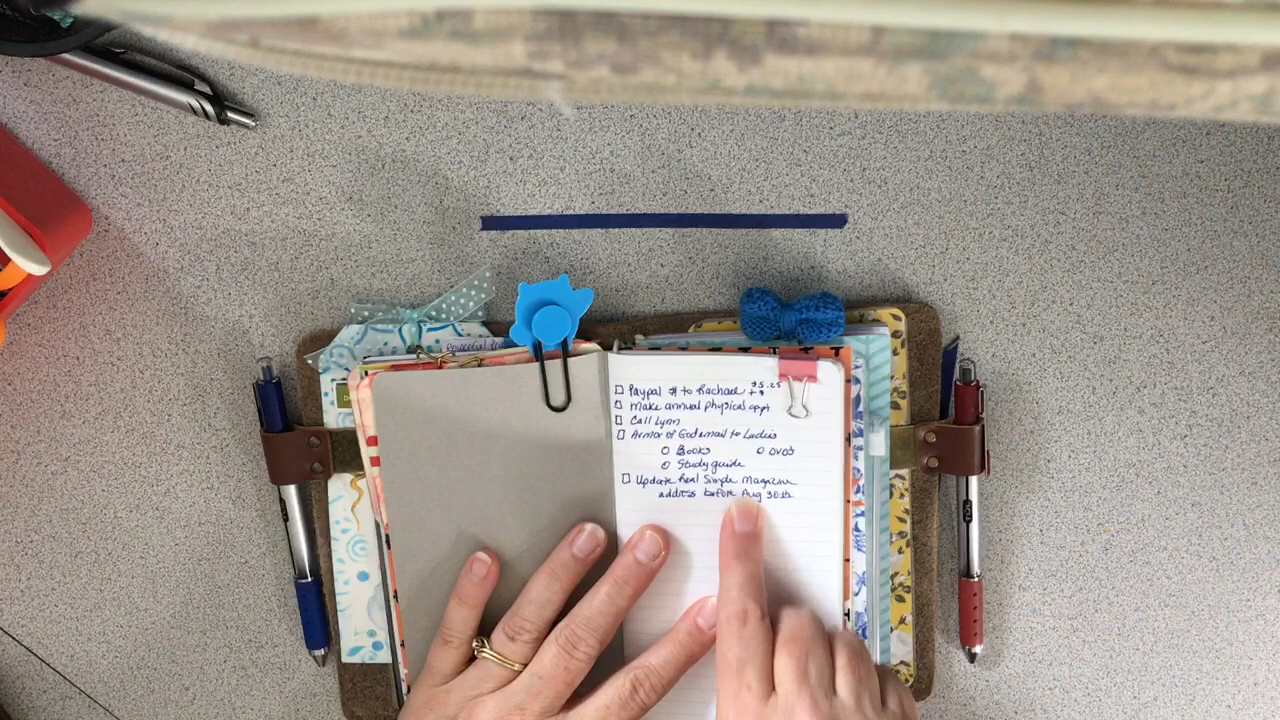 Paypal $ to Rachael + $5.25
Make annual physical appt
Call Lynn
Armor of God email to Ladies
Books
DVDs
Study guide
Update Real Simple Magazine
address before Aug 30th